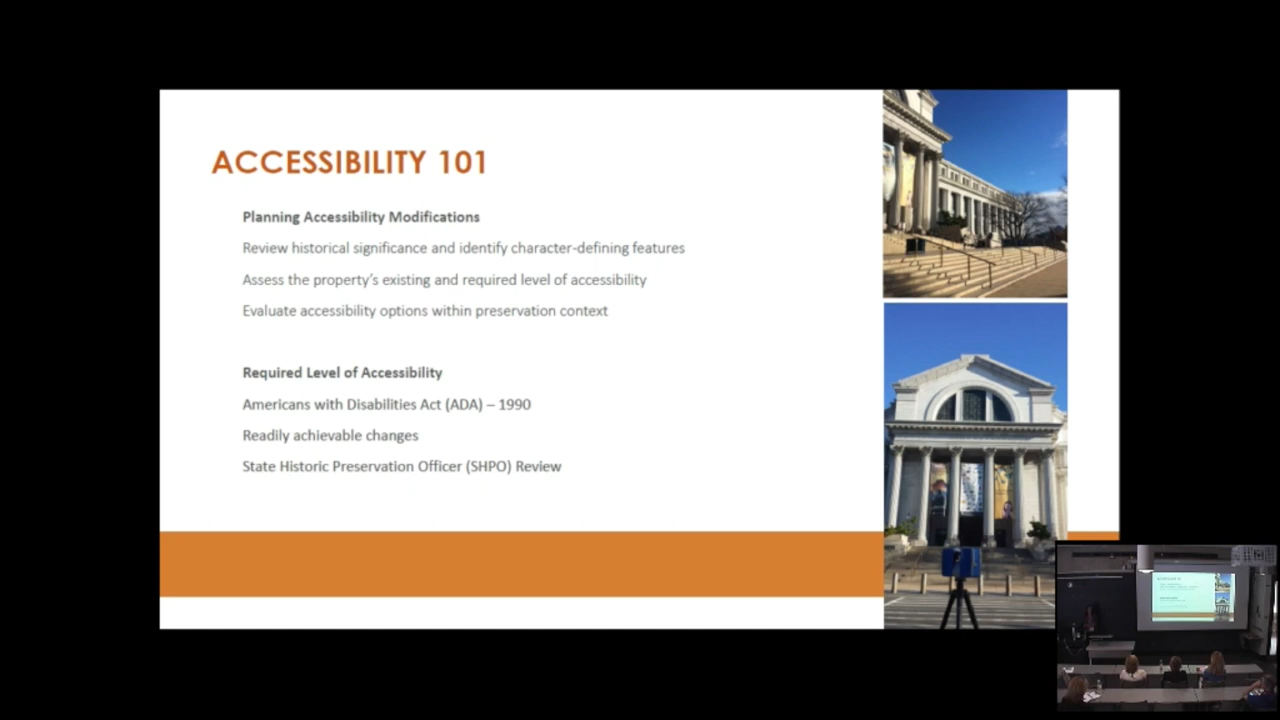 ACCESSIBILITY 101
Planning Accessibility Modifications
Review historical significance and identify character-defining features
Assess the property's existing and required level of accessibility
Evaluate accessibility options within preservation context
Required Level of Accessibility
Americans with Disabilities Act (ADA) – 1990
Readily achievable changes
State Historic Preservation Officer (SHPO) Review